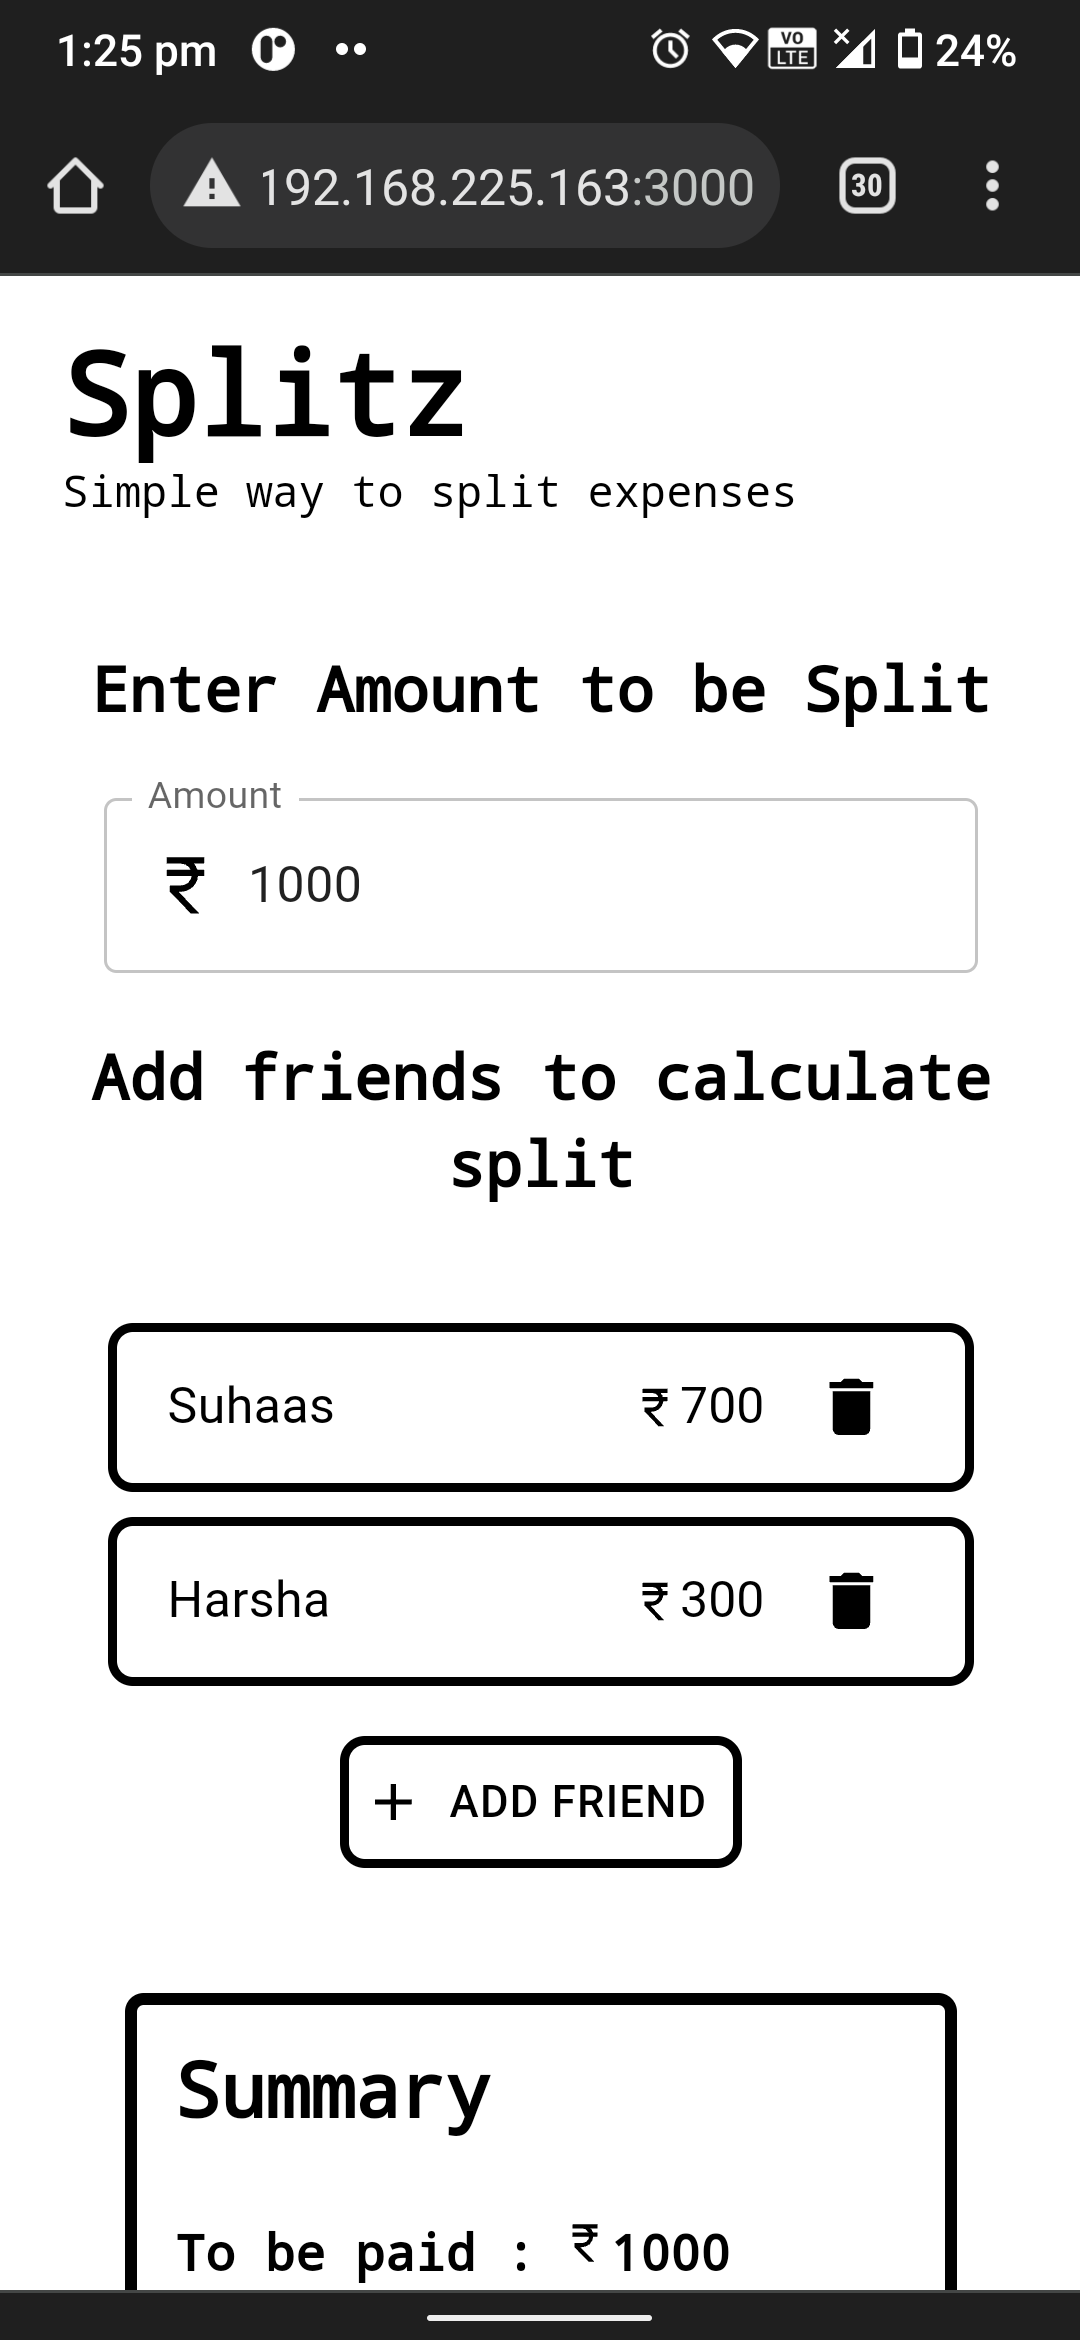 1:25 pm
VO
LTE
24%
192.168.225.163:3000
30
Splitz
Simple way to split expenses
Enter Amount to be Split
Amount
₹ 1000
Add friends to calculate
split
Suhaas ₹ 700
Harsha ₹ 300
+ ADD FRIEND
Summary
To be paid : ₹ 1000